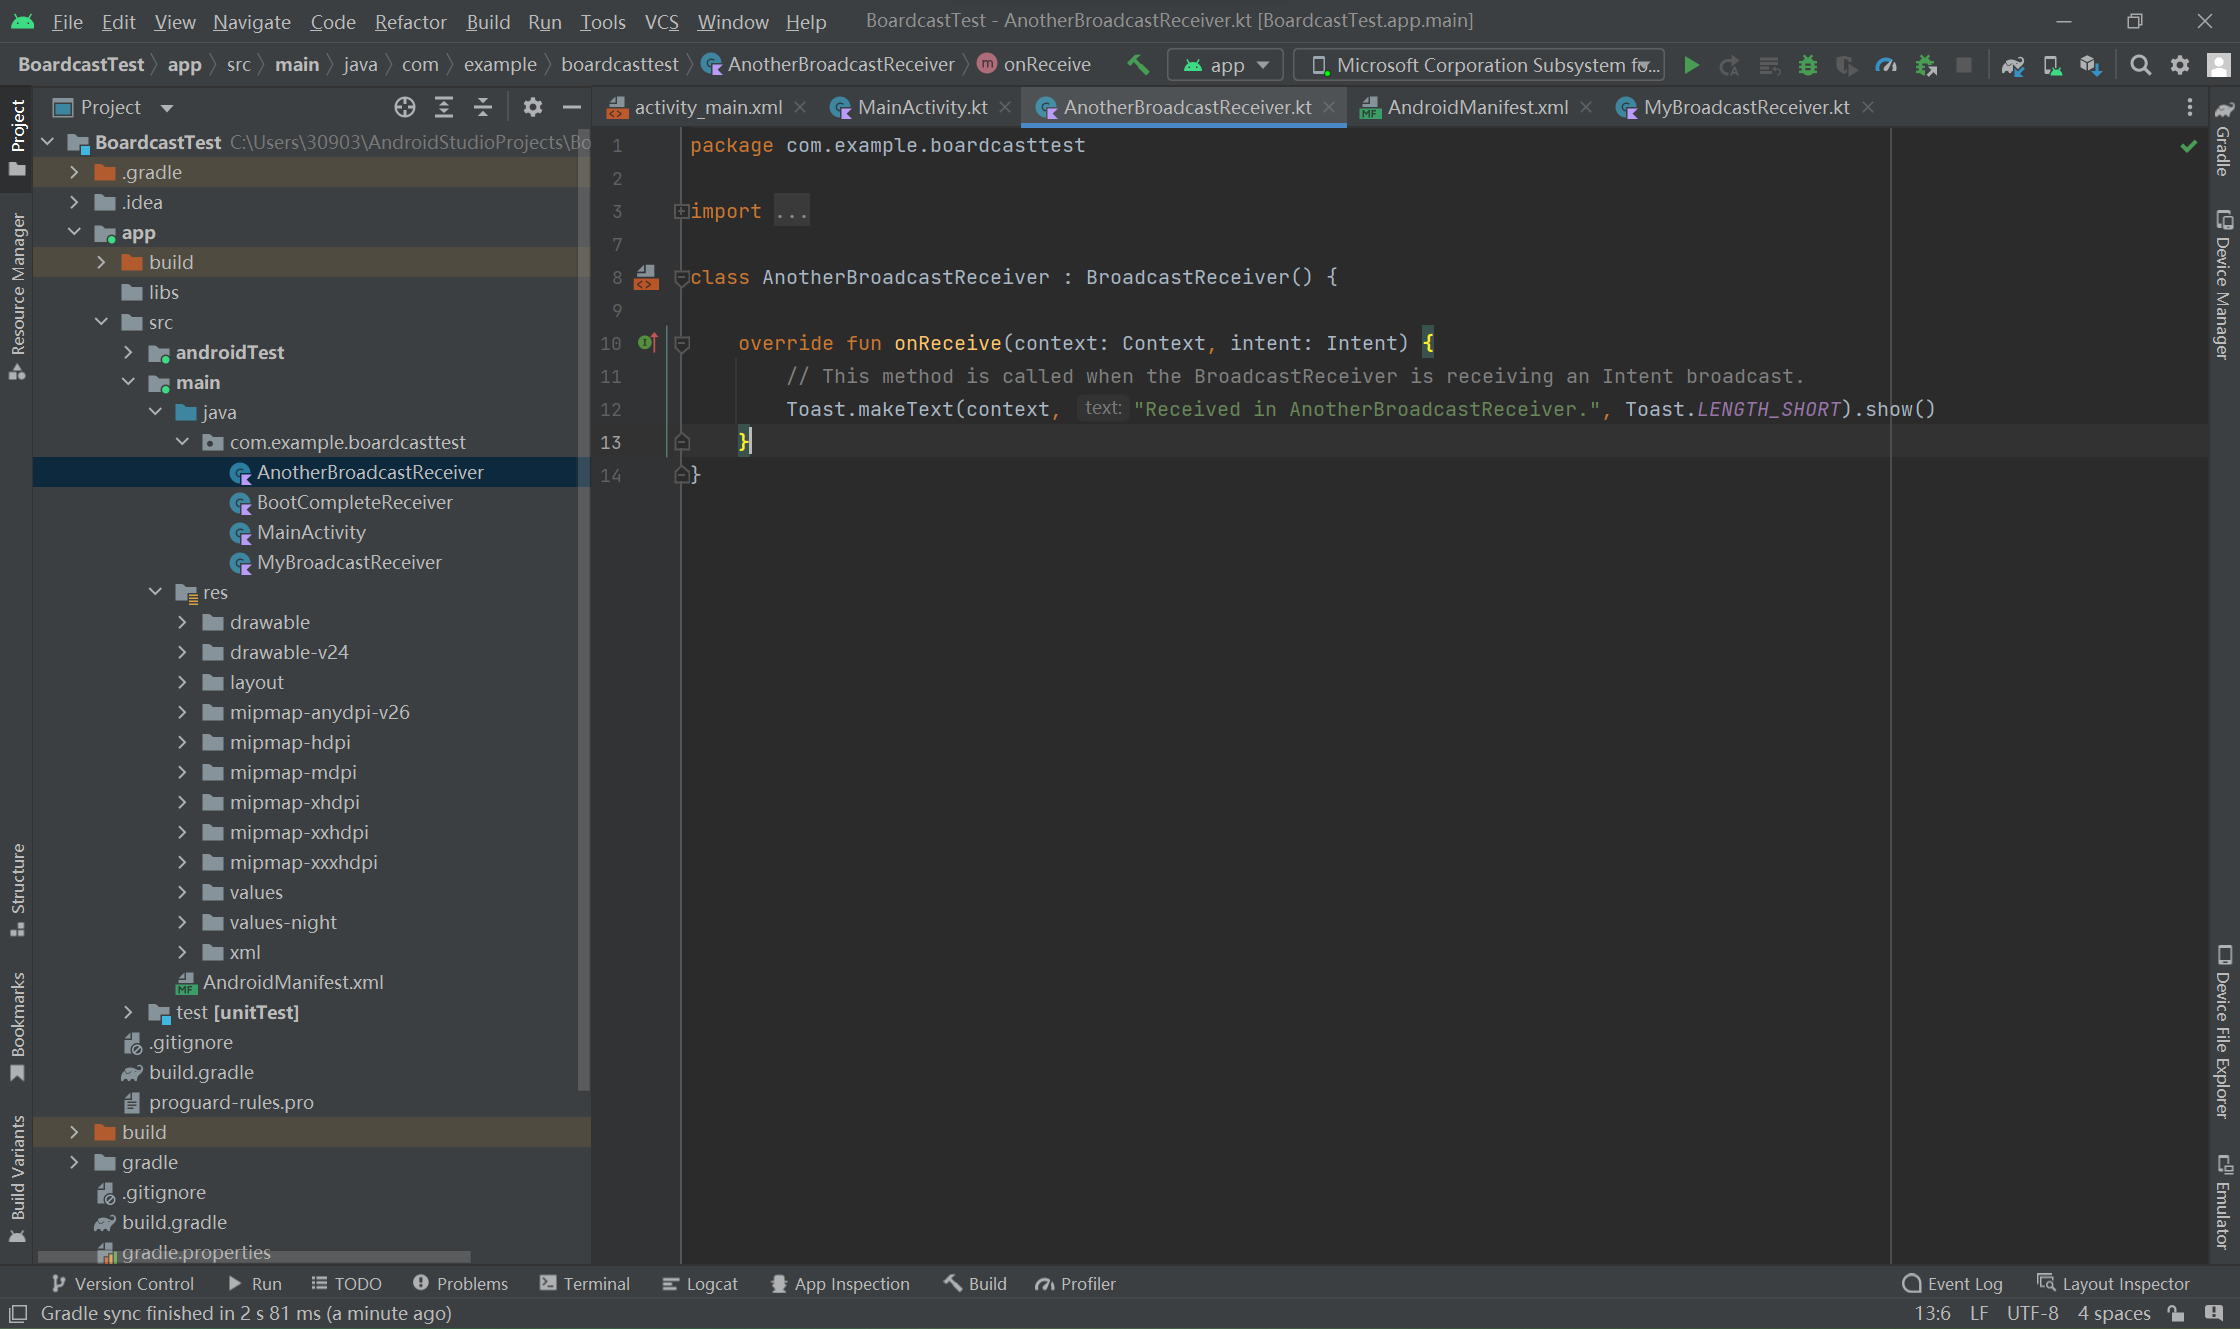 File Edit View Navigate Code Refactor Build Run Tools VCS Window Help BoardcastTest - AnotherBroadcastReceiver.kt [BoardcastTest.app.main]
BoardcastTest app src main java com example boardcasttest AnotherBroadcastReceiver onReceive app Microsoft Corporation Subsystem fo...
Project
activity_main.xml MainActivity.kt AnotherBroadcastReceiver.kt AndroidManifest.xml MyBroadcastReceiver.kt
BoardcastTest C:\Users\30903\AndroidStudioProjects\Bo
.gradle
.idea
app
build
libs
src
androidTest
main
java
com.example.boardcasttest
AnotherBroadcastReceiver
BootCompleteReceiver
MainActivity
MyBroadcastReceiver
res
drawable
drawable-v24
layout
mipmap-anydpi-v26
mipmap-hdpi
mipmap-mdpi
mipmap-xhdpi
mipmap-xxhdpi
mipmap-xxxhdpi
values
values-night
xml
AndroidManifest.xml
test [unitTest]
.gitignore
build.gradle
proguard-rules.pro
build
gradle
.gitignore
build.gradle
gradle.properties
1 package com.example.boardcasttest
2
3 import ...
7
8 class AnotherBroadcastReceiver : BroadcastReceiver() {
9
10 override fun onReceive(context: Context, intent: Intent) {
11 // This method is called when the BroadcastReceiver is receiving an Intent broadcast.
12 Toast.makeText(context, text: "Received in AnotherBroadcastReceiver.", Toast.LENGTH_SHORT).show()
13 }
14 }
Project
Resource Manager
Structure
Bookmarks
Build Variants
Gradle
Device Manager
Device File Explorer
Emulator
Version Control Run TODO Problems Terminal Logcat App Inspection Build Profiler Event Log Layout Inspector
Gradle sync finished in 2 s 81 ms (a minute ago) 13:6 LF UTF-8 4 spaces